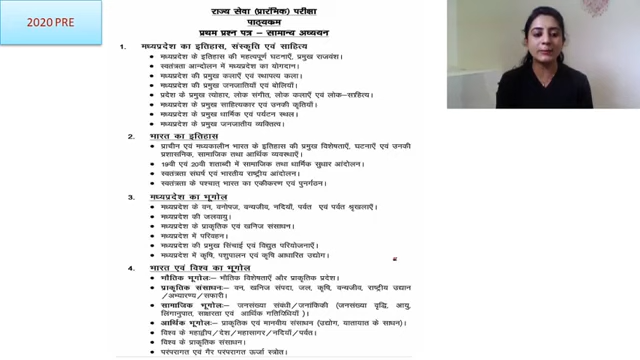 2020 PRE
राज्य सेवा (प्रारंभिक) परीक्षा
पाठ्यक्रम
प्रथम प्रश्न पत्र – सामान्य अध्ययन
1. मध्यप्रदेश का इतिहास, संस्कृति एवं साहित्य
• मध्यप्रदेश के इतिहास की महत्वपूर्ण घटनाएँ, प्रमुख राजवंश।
• स्वतंत्रता आन्दोलन में मध्यप्रदेश का योगदान।
• मध्यप्रदेश की प्रमुख कलाएँ एवं स्थापत्य कला।
• मध्यप्रदेश की प्रमुख जनजातियाँ एवं बोलियाँ।
• प्रदेश के प्रमुख त्योहार, लोक संगीत, लोक कलाएँ एवं लोक-साहित्य।
• मध्यप्रदेश के प्रमुख साहित्यकार एवं उनकी कृतियाँ।
• मध्यप्रदेश के प्रमुख धार्मिक एवं पर्यटन स्थल।
• मध्यप्रदेश के प्रमुख जनजातीय व्यक्तित्व।
2. भारत का इतिहास
• प्राचीन एवं मध्यकालीन भारत के इतिहास की प्रमुख विशेषताएँ, घटनाएँ एवं उनकी
प्रशासनिक, सामाजिक तथा आर्थिक व्यवस्थाएँ।
• 19वीं एवं 20वीं शताब्दी में सामाजिक तथा धार्मिक सुधार आंदोलन।
• स्वतंत्रता संघर्ष एवं भारतीय राष्ट्रीय आंदोलन।
• स्वतंत्रता के पश्चात् भारत का एकीकरण एवं पुनर्गठन।
3. मध्यप्रदेश का भूगोल
• मध्यप्रदेश के वन, वनोपज, वन्यजीव, नदियाँ, पर्वत एवं पर्वत श्रृखलाएँ।
• मध्यप्रदेश की जलवायु।
• मध्यप्रदेश के प्राकृतिक एवं खनिज संसाधन।
• मध्यप्रदेश में परिवहन।
• मध्यप्रदेश की प्रमुख सिंचाई एवं विद्युत परियोजनाएँ।
• मध्यप्रदेश में कृषि, पशुपालन एवं कृषि आधारित उद्योग।
4. भारत एवं विश्व का भूगोल
• भौतिक भूगोल:– भौतिक विशेषताएँ और प्राकृतिक प्रदेश।
• प्राकृतिक संसाधन:– वन, खनिज संपदा, जल, कृषि, वन्यजीव, राष्ट्रीय उद्यान
/अभ्यारण्य/सफारी।
• सामाजिक भूगोल:– जनसंख्या संबंधी/जनांकिकी (जनसंख्या वृद्धि, आयु,
लिंगानुपात, साक्षरता एवं आर्थिक गतिविधियां)।
• आर्थिक भूगोल:– प्राकृतिक एवं मानवीय संसाधन (उद्योग, यातायात के साधन)।
• विश्व के महाद्वीप/देश/महासागर/नदियाँ/पर्वत।
• विश्व के प्राकृतिक संसाधन।
• परंपरागत एवं गैर परंपरागत ऊर्जा स्त्रोत।